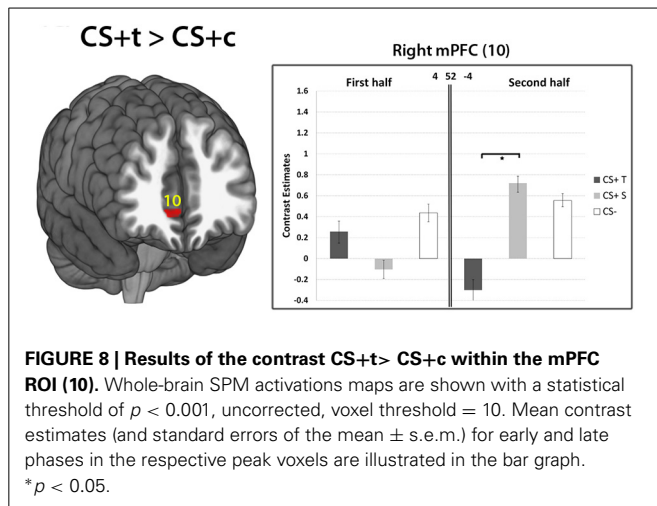 CS+t > CS+c
Right mPFC (10)
First half
4 52 -4
Second half
1.6
1.4
1.2
1
0.8
0.6
0.4
0.2
0
-0.2
-0.4
Contrast Estimates
*
CS+ T
CS+ S
CS-
10
FIGURE 8 | Results of the contrast CS+t> CS+c within the mPFC
ROI (10). Whole-brain SPM activations maps are shown with a statistical
threshold of p < 0.001, uncorrected, voxel threshold = 10. Mean contrast
estimates (and standard errors of the mean ± s.e.m.) for early and late
phases in the respective peak voxels are illustrated in the bar graph.
*p < 0.05.